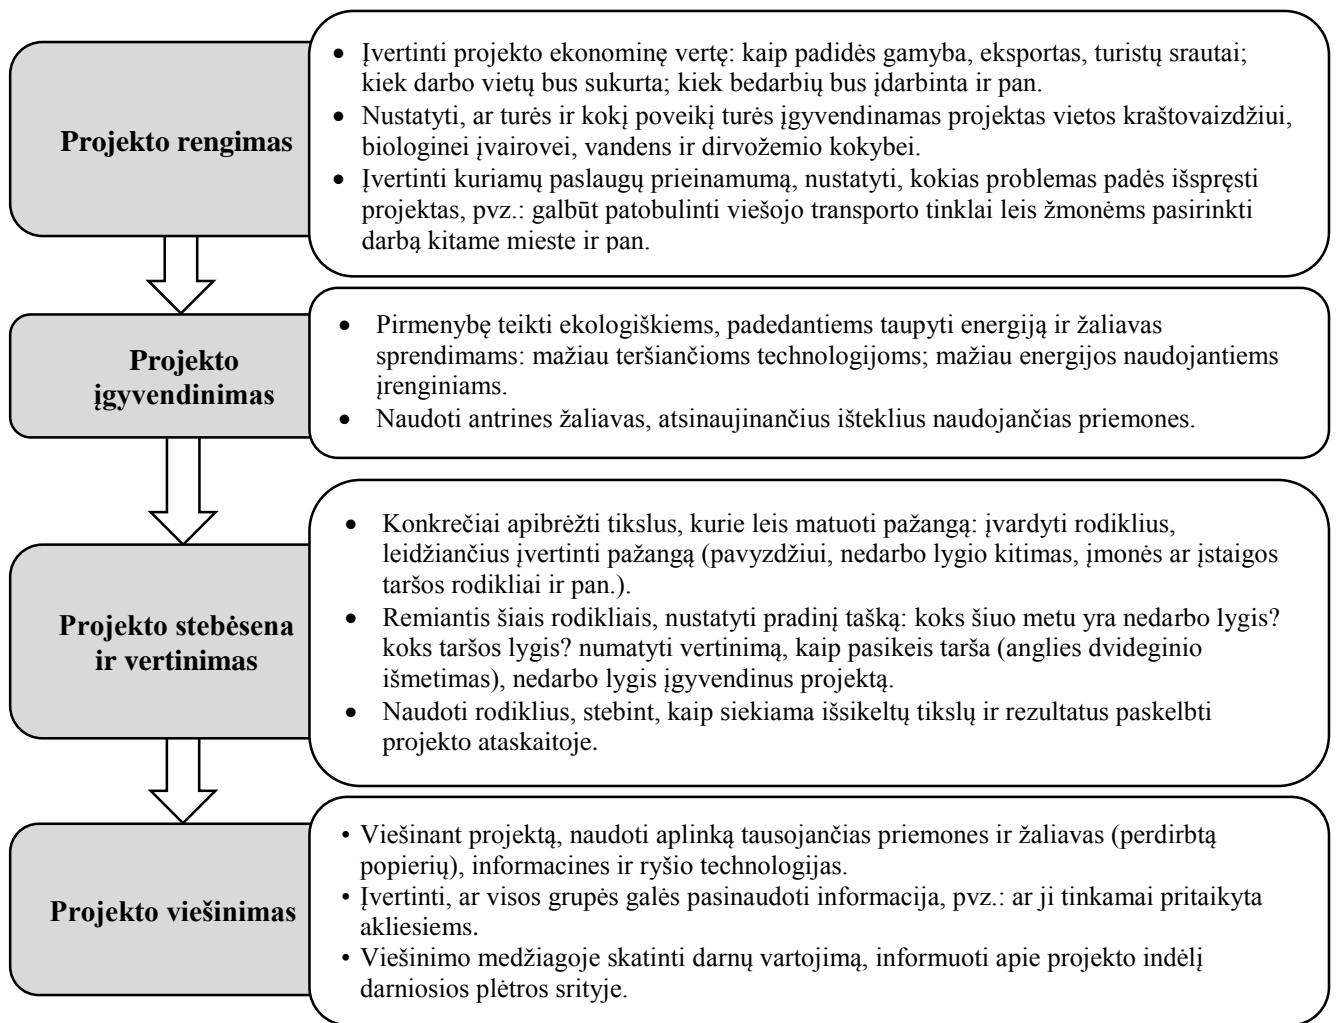 Projekto rengimas
• Įvertinti projekto ekonominę vertę: kaip padidės gamyba, eksportas, turistų srautai;
kiek darbo vietų bus sukurta; kiek bedarbių bus įdarbinta ir pan.
• Nustatyti, ar turės ir kokį poveikį turės įgyvendinamas projektas vietos kraštovaizdžiui,
biologinei įvairovei, vandens ir dirvožemio kokybei.
• Įvertinti kuriamų paslaugų prieinamumą, nustatyti, kokias problemas padės išspręsti
projektas, pvz.: galbūt patobulinti viešojo transporto tinklai leis žmonėms pasirinkti
darbą kitame mieste ir pan.
Projekto
įgyvendinimas
• Pirmenybę teikti ekologiškiems, padedantiems taupyti energiją ir žaliavas
sprendimams: mažiau teršiančioms technologijoms; mažiau energijos naudojantiems
įrenginiams.
• Naudoti antrines žaliavas, atsinaujinančius išteklius naudojančias priemones.
Projekto stebėsena
ir vertinimas
• Konkrečiai apibrėžti tikslus, kurie leis matuoti pažangą: įvardyti rodiklius,
leidžiančius įvertinti pažangą (pavyzdžiui, nedarbo lygio kitimas, įmonės ar įstaigos
taršos rodikliai ir pan.).
• Remiantis šiais rodikliais, nustatyti pradinį tašką: koks šiuo metu yra nedarbo lygis?
koks taršos lygis? numatyti vertinimą, kaip pasikeis tarša (anglies dvideginio
išmetimas), nedarbo lygis įgyvendinus projektą.
• Naudoti rodiklius, stebint, kaip siekiama išsikeltų tikslų ir rezultatus paskelbti
projekto ataskaitoje.
Projekto viešinimas
• Viešinant projektą, naudoti aplinką tausojančias priemones ir žaliavas (perdirbtą
popierių), informacines ir ryšio technologijas.
• Įvertinti, ar visos grupės galės pasinaudoti informacija, pvz.: ar ji tinkamai pritaikyta
akliesiems.
• Viešinimo medžiagoje skatinti darnų vartojimą, informuoti apie projekto indėlį
darniosios plėtros srityje.